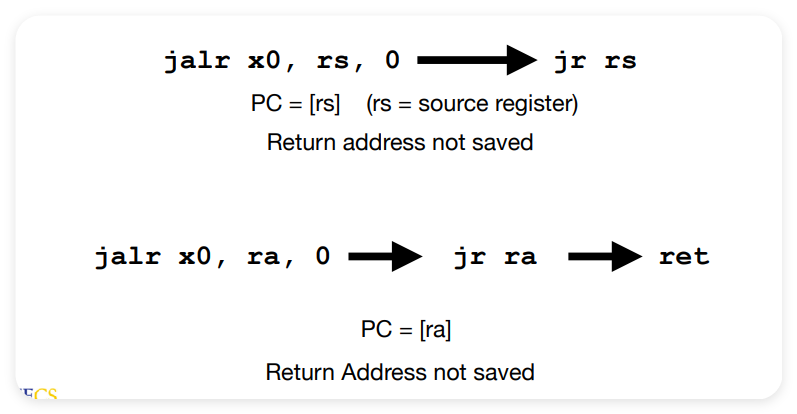 jalr x0, rs, 0 jr rs
PC = [rs] (rs = source register)
Return address not saved
jalr x0, ra, 0 jr ra ret
PC = [ra]
Return Address not saved